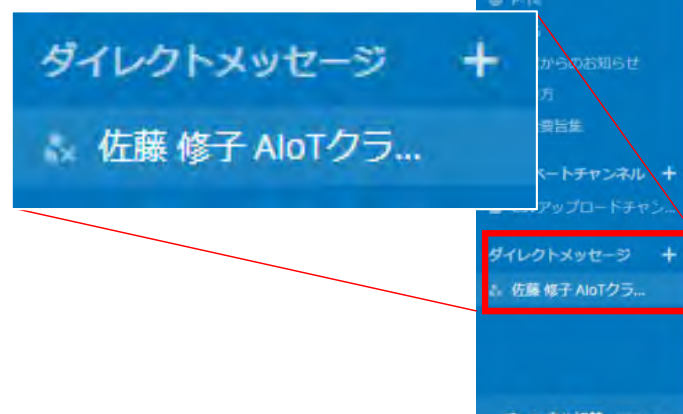 ダイレクトメッセージ +
佐藤 修子 AIoTクラ...
からのお知らせ
方
要旨集
ートチャンネル +
アップロードチャン...
ダイレクトメッセージ +
佐藤 修子 AIoTクラ...